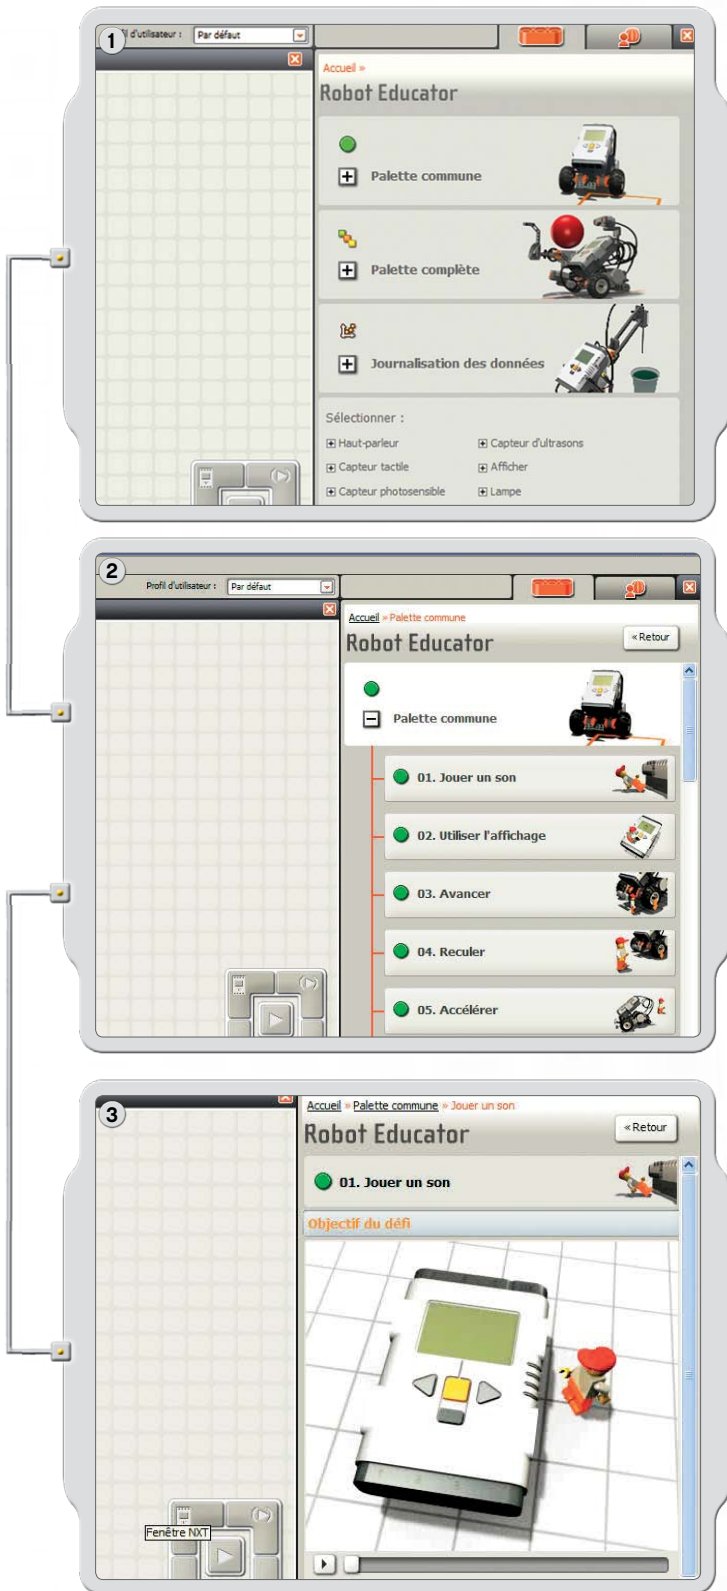 1
l d'utilisateur : Par défaut
Accueil »
Robot Educator
Palette commune
Palette complète
Journalisation des données
Sélectionner :
Haut-parleur Capteur d'ultrasons
Capteur tactile Afficher
Capteur photosensible Lampe
2
Profil d'utilisateur : Par défaut
Accueil » Palette commune
Robot Educator « Retour
Palette commune
01. Jouer un son
02. Utiliser l'affichage
03. Avancer
04. Reculer
05. Accélérer
3
Accueil » Palette commune » Jouer un son
Robot Educator « Retour
01. Jouer un son
Objectif du défi
Fenêtre NXT